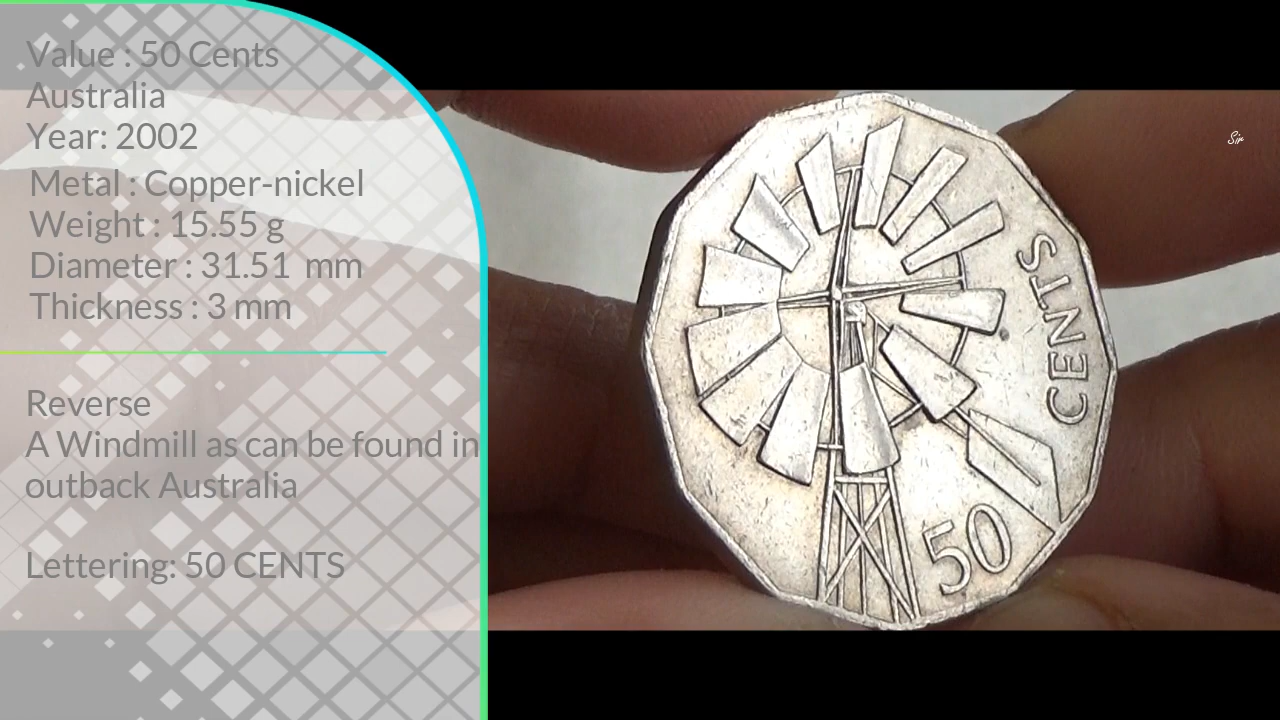 Value : 50 Cents
Australia
Year: 2002
Metal : Copper-nickel
Weight : 15.55 g
Diameter : 31.51 mm
Thickness : 3 mm
Reverse
A Windmill as can be found in
outback Australia
Lettering: 50 CENTS
CENTS
50
Sir